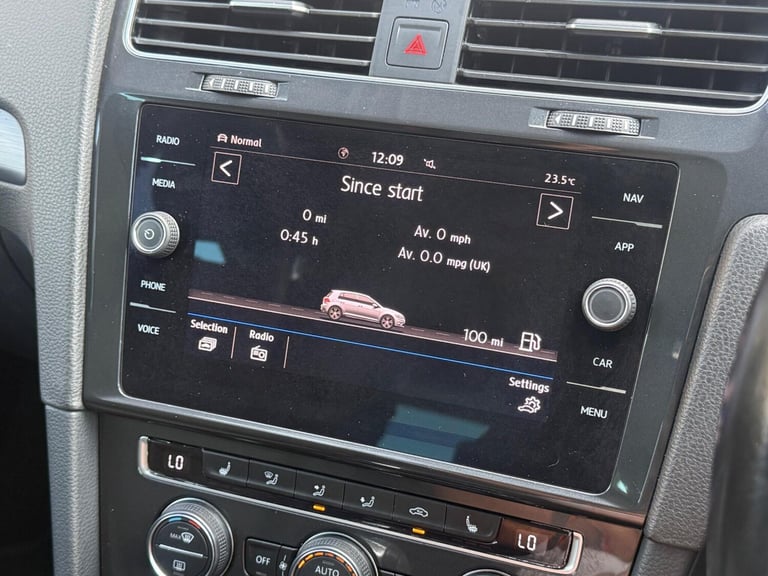 RADIO
MEDIA
PHONE
VOICE
Normal
12:09
23.5°C
<
Since start
>
0 mi
0:45 h
Av. 0 mph
Av. 0.0 mpg (UK)
100 mi
Selection
Radio
Settings
NAV
APP
CAR
MENU
LO
LO
MAX
OFF
AUTO